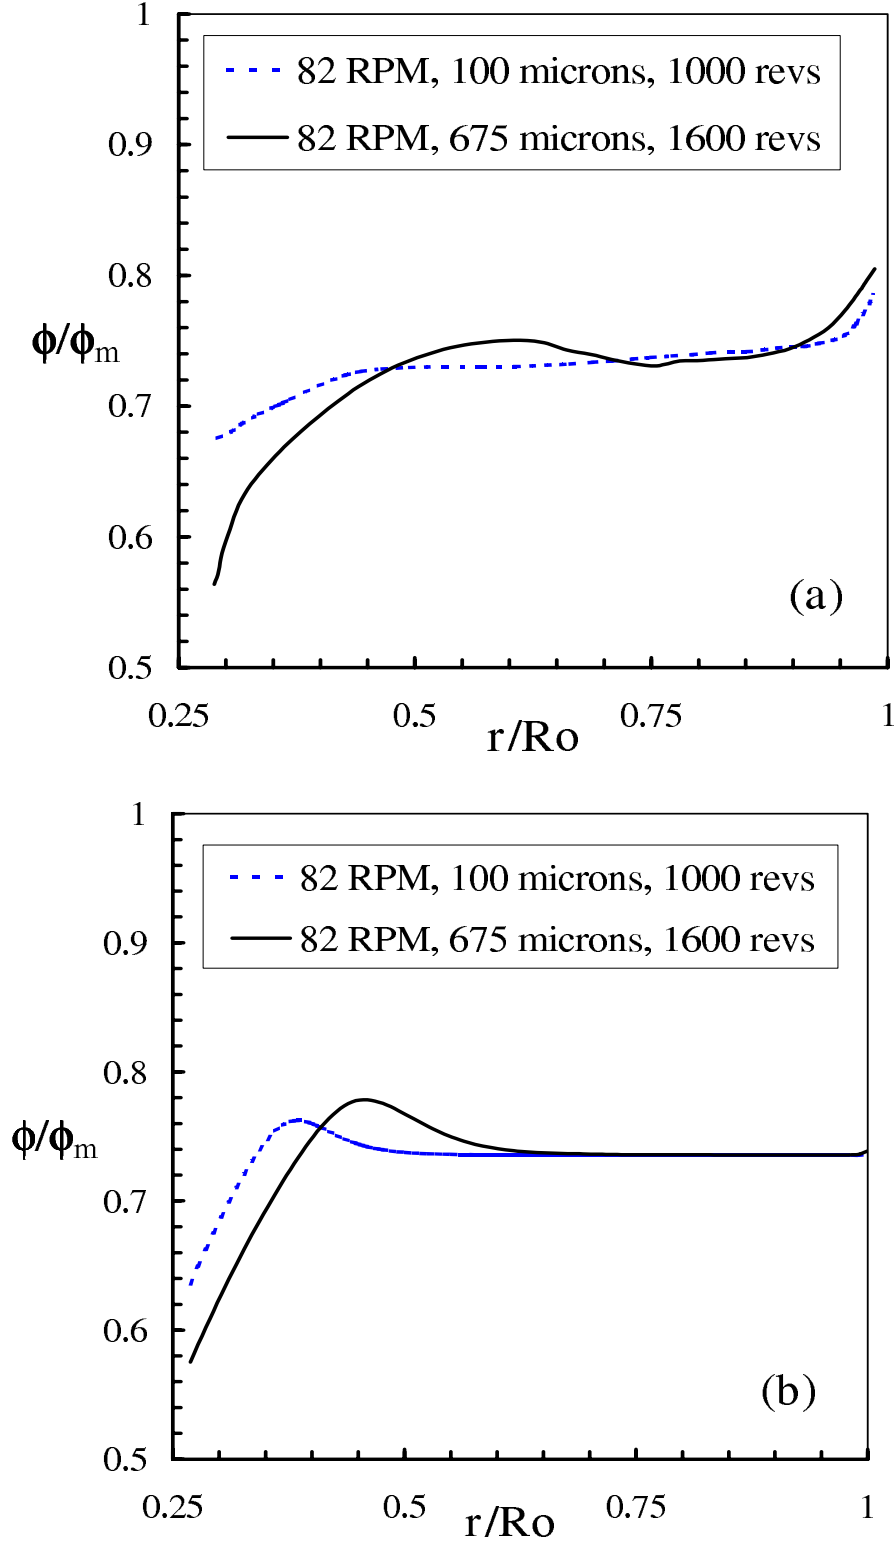 1
82 RPM, 100 microns, 1000 revs
82 RPM, 675 microns, 1600 revs
0.9
0.8
ϕ/ϕm
0.7
0.6
(a)
0.5
0.25 0.5 0.75 1
r/Ro
1
82 RPM, 100 microns, 1000 revs
82 RPM, 675 microns, 1600 revs
0.9
0.8
ϕ/ϕm
0.7
0.6
(b)
0.5
0.25 0.5 0.75 1
r/Ro